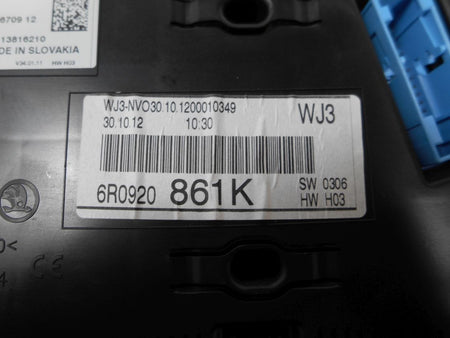 6709 12
13816210
DE IN SLOVAKIA
V34.01.11 HW H03
WJ3-NVO30.10.1200010349
30.10.12 10:30 WJ3
6R0920 861K SW 0306
HW H03
CE